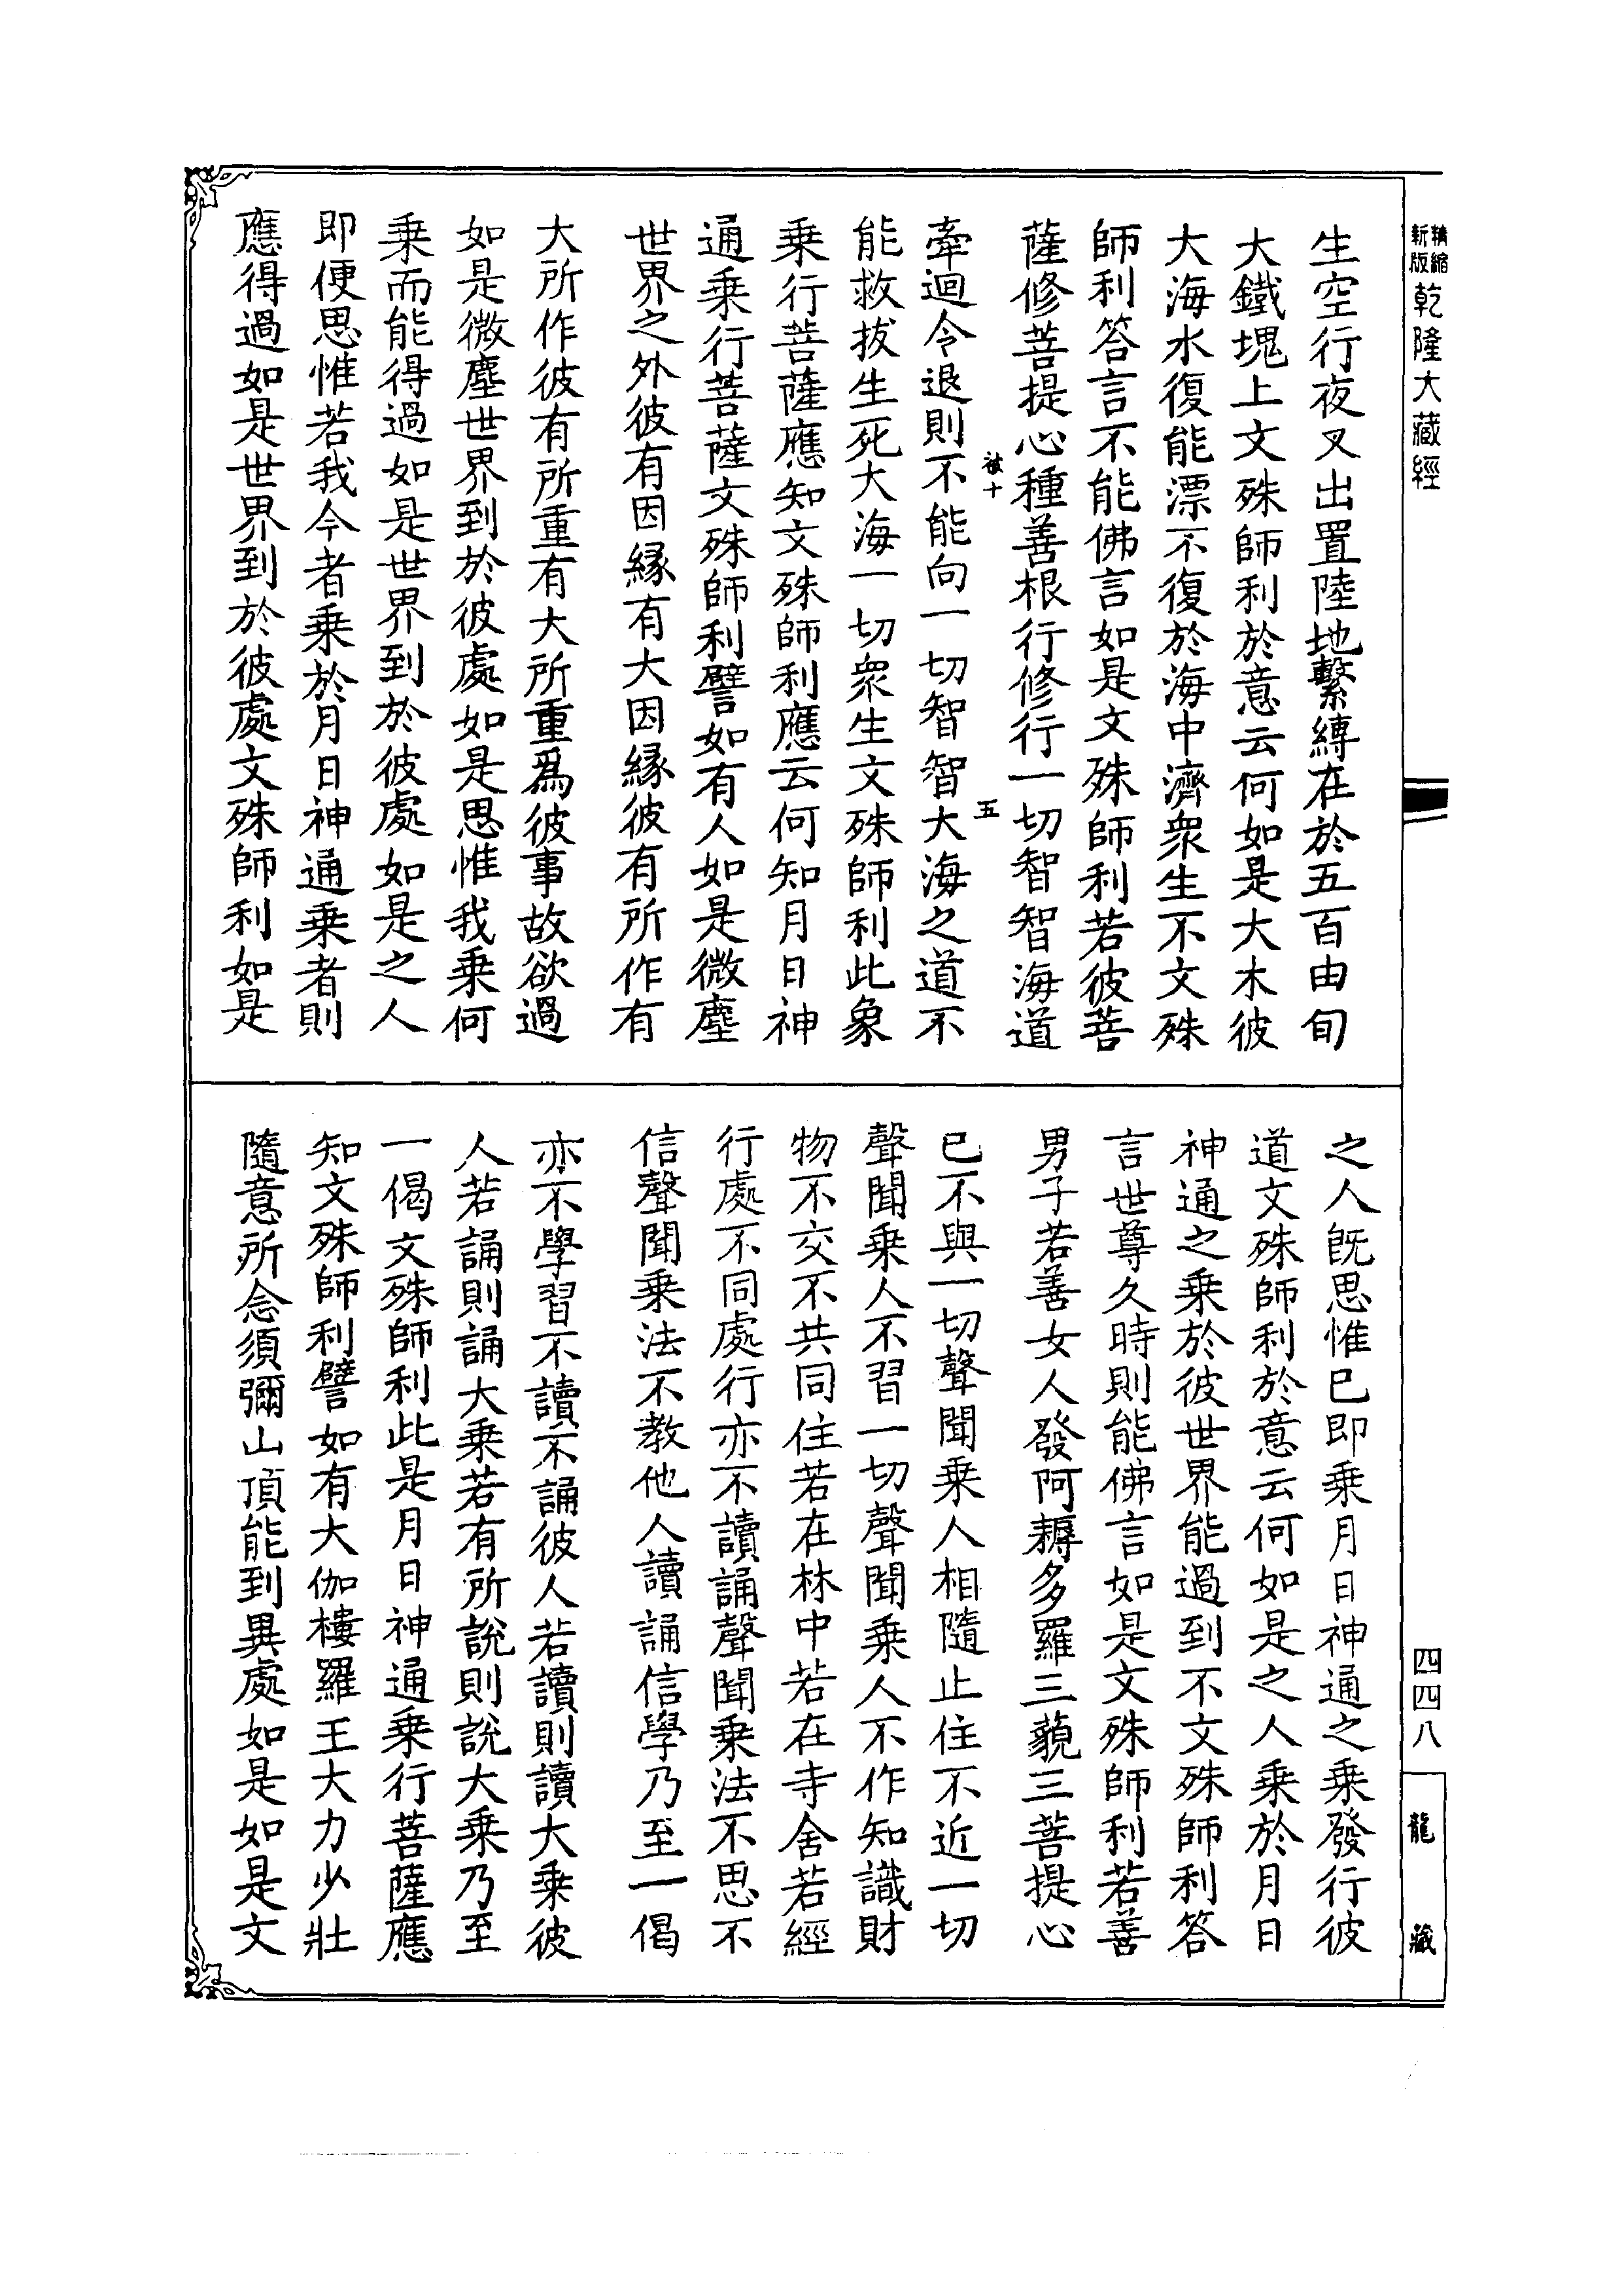 精縮新版乾隆大藏經
四四八
龍藏
生空行夜叉出置陸地繫縛在於五百由旬
大鐵塊上文殊師利於意云何如是大木彼
大海水復能漂不復於海中濟衆生不文殊
師利答言不能佛言如是文殊師利若彼菩
薩修菩提心種善根行修行一切智智海道
被十
五
牽迴令退則不能向一切智智大海之道不
能救拔生死大海一切衆生文殊師利此象
乗行菩薩應知文殊師利應云何知月日神
通乗行菩薩文殊師利譬如有人如是微塵
世界之外彼有因緣有大因緣彼有所作有
大所作彼有所重有大所重爲彼事故欲過
如是微塵世界到於彼處如是思惟我乗何
乗而能得過如是世界到於彼處如是之人
即便思惟若我今者乗於月日神通乗者則
應得過如是世界到於彼處文殊師利如是
之人既思惟已即乗月日神通之乗發行彼
道文殊師利於意云何如是之人乗於月日
神通之乗於彼世界能過到不文殊師利答
言世尊久時則能佛言如是文殊師利若善
男子若善女人發阿耨多羅三藐三菩提心
已不與一切聲聞乗人相隨止住不近一切
聲聞乗人不習一切聲聞乗人不作知識財
物不交不共同住若在林中若在寺舍若經
行處不同處行亦不讀誦聲聞乗法不思不
信聲聞乗法不教他人讀誦信學乃至一偈
亦不學習不讀不誦彼人若讀則讀大乗彼
人若誦則誦大乗若有所說則說大乗乃至
一偈文殊師利此是月日神通乗行菩薩應
知文殊師利譬如有大伽樓羅王大力少壯
隨意所念須彌山頂能到異處如是如是文